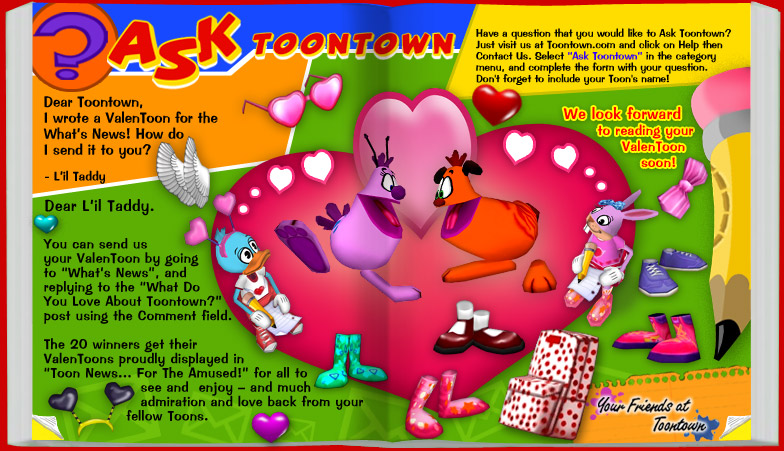 ?
ASK TOONTOWN
Have a question that you would like to Ask Toontown?
Just visit us at Toontown.com and click on Help then
Contact Us. Select "Ask Toontown" in the category
menu, and complete the form with your question.
Don't forget to include your Toon's name!
Dear Toontown,
I wrote a ValenToon for the
What's News! How do
I send it to you?
- L'il Taddy
We look forward
to reading your
ValenToon
soon!
Dear L'il Taddy.
You can send us
your ValenToon by going
to "What's News", and
replying to the "What Do
You Love About Toontown?"
post using the Comment field.
The 20 winners get their
ValenToons proudly displayed in
"Toon News... For The Amused!" for all to
see and enjoy – and much
admiration and love back from your
fellow Toons.
Your Friends at
Toontown